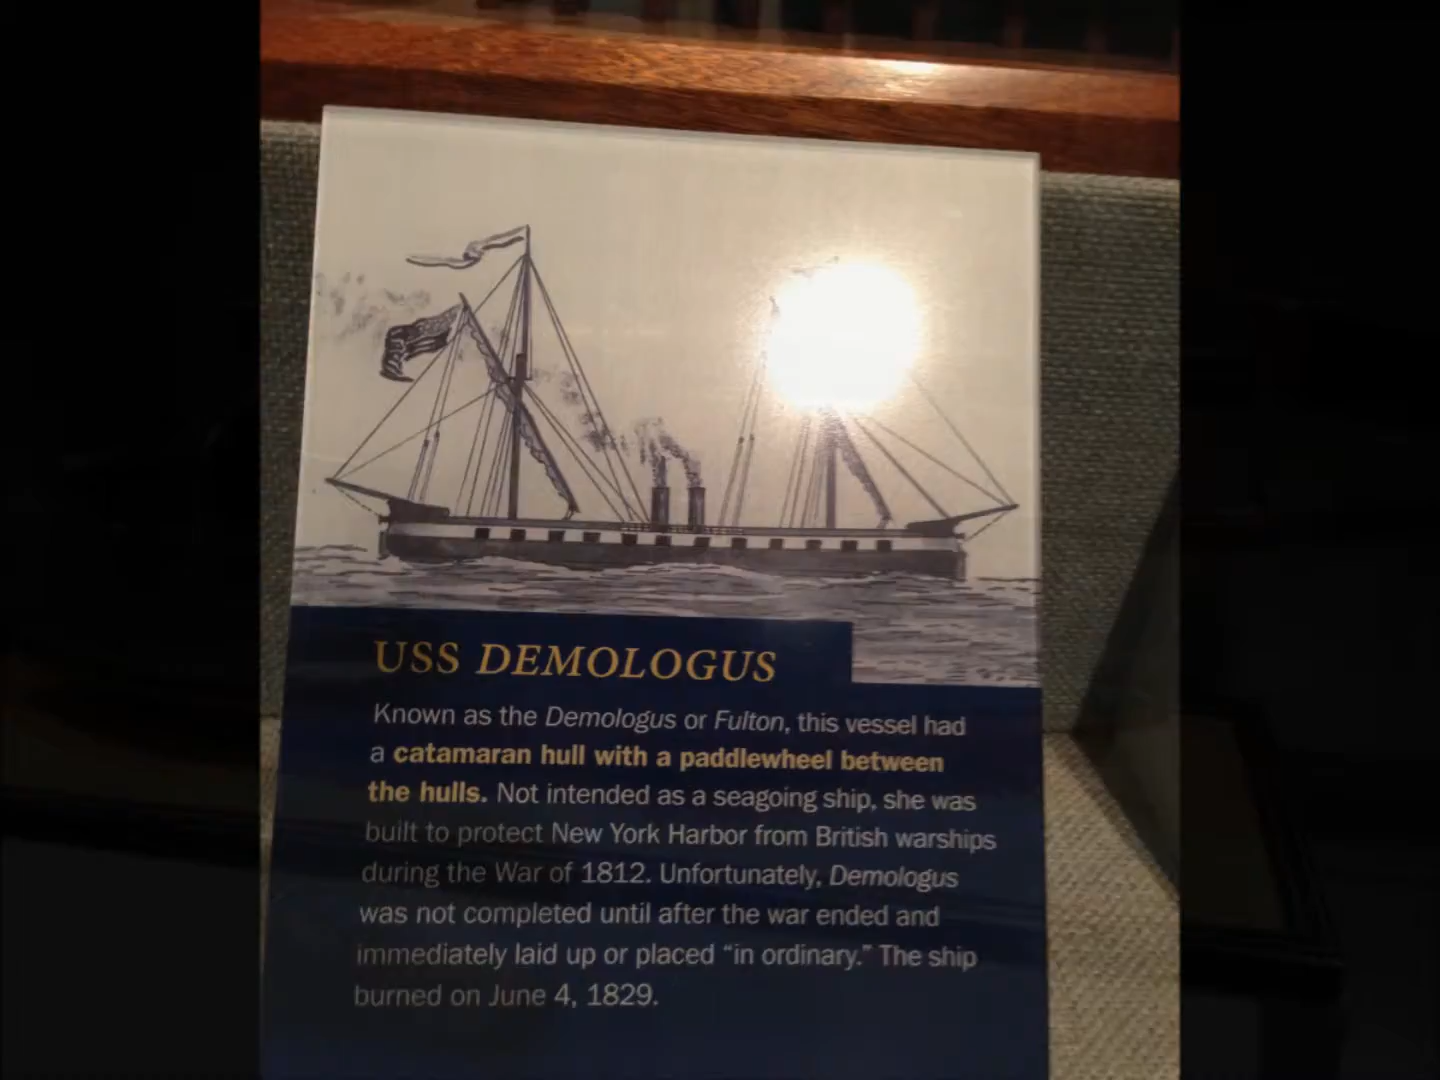 USS DEMOLOGUS
Known as the Demologus or Fulton, this vessel had
a catamaran hull with a paddlewheel between
the hulls. Not intended as a seagoing ship, she was
built to protect New York Harbor from British warships
during the War of 1812. Unfortunately, Demologus
was not completed until after the war ended and
immediately laid up or placed “in ordinary.” The ship
burned on June 4, 1829.